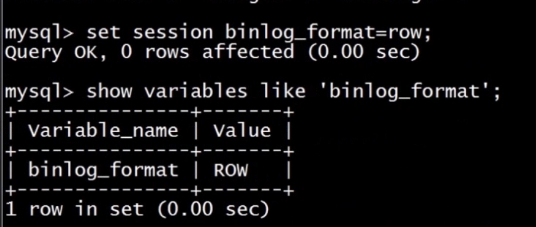 mysql> set session binlog_format=row;
Query OK, 0 rows affected (0.00 sec)
mysql> show variables like 'binlog_format';
+---------------+-------+
| Variable_name | Value |
+---------------+-------+
| binlog_format | ROW   |
+---------------+-------+
1 row in set (0.00 sec)